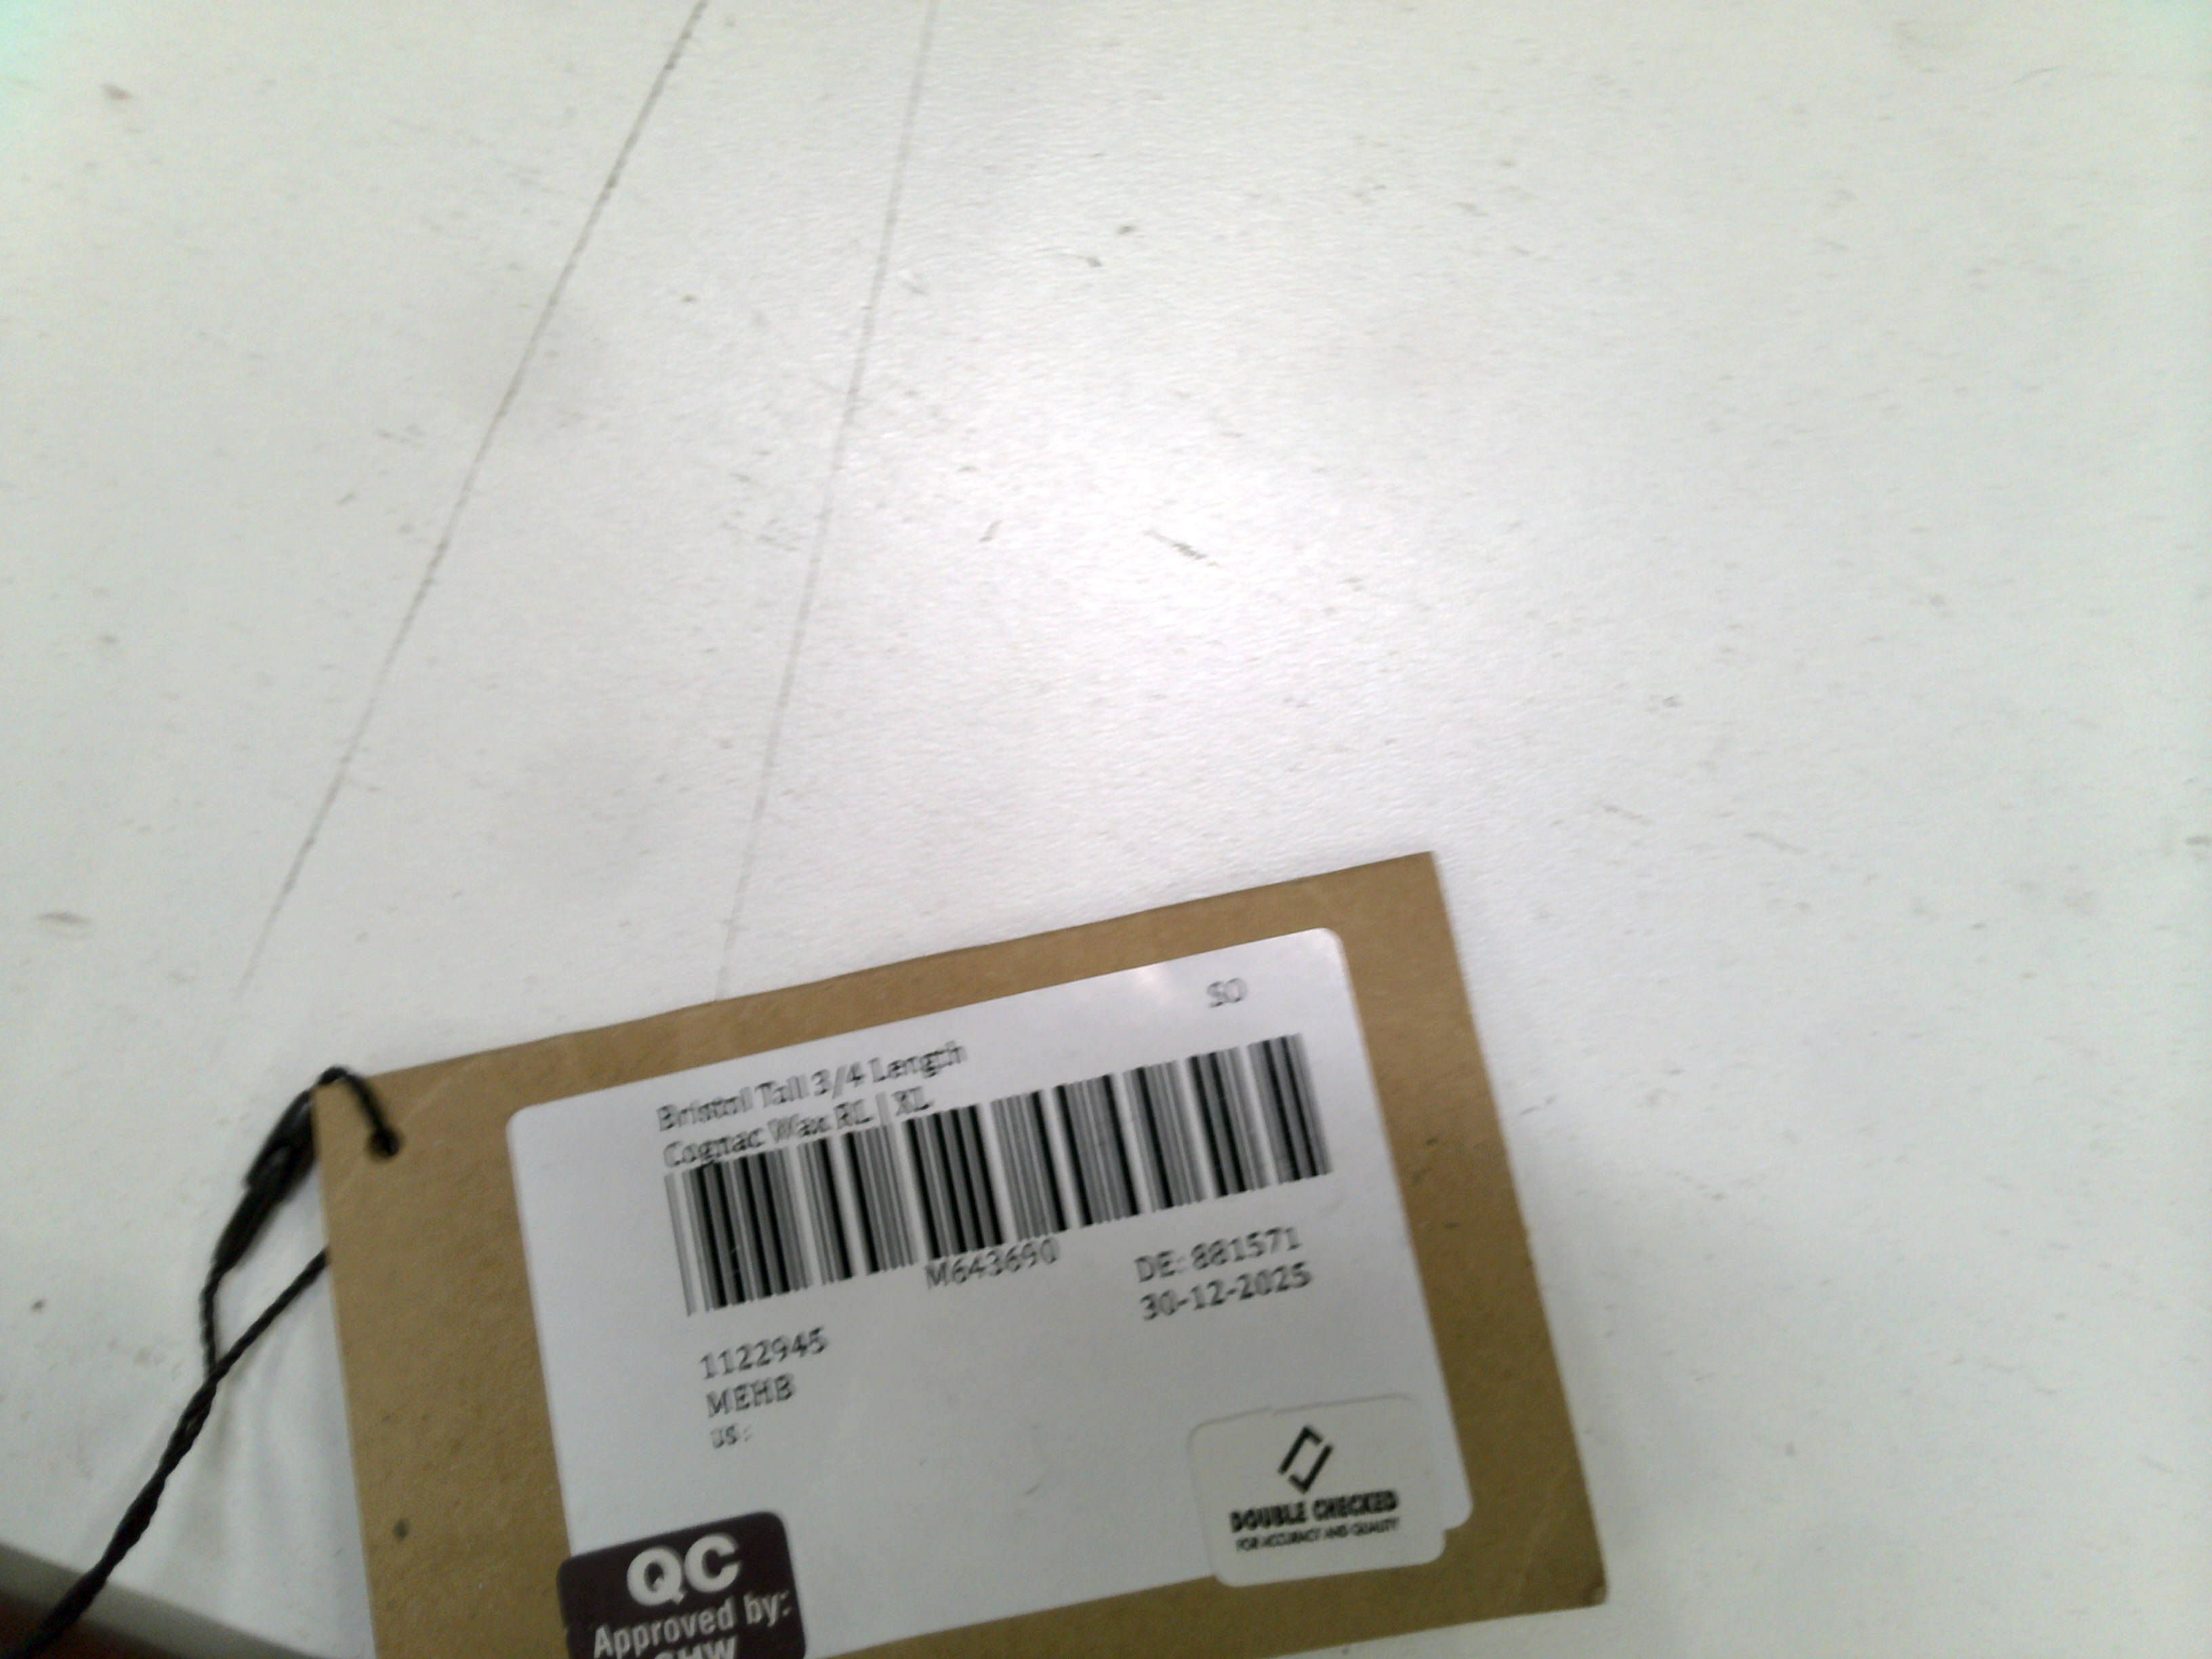 SO
Bristol Tall 3/4 Length
Cognac Wax RL | XL
M643690
DE: 881571
30-12-2025
1122945
MEHB
US:
DOUBLE CHECKED
FOR ACCURACY AND QUALITY
QC
Approved by: